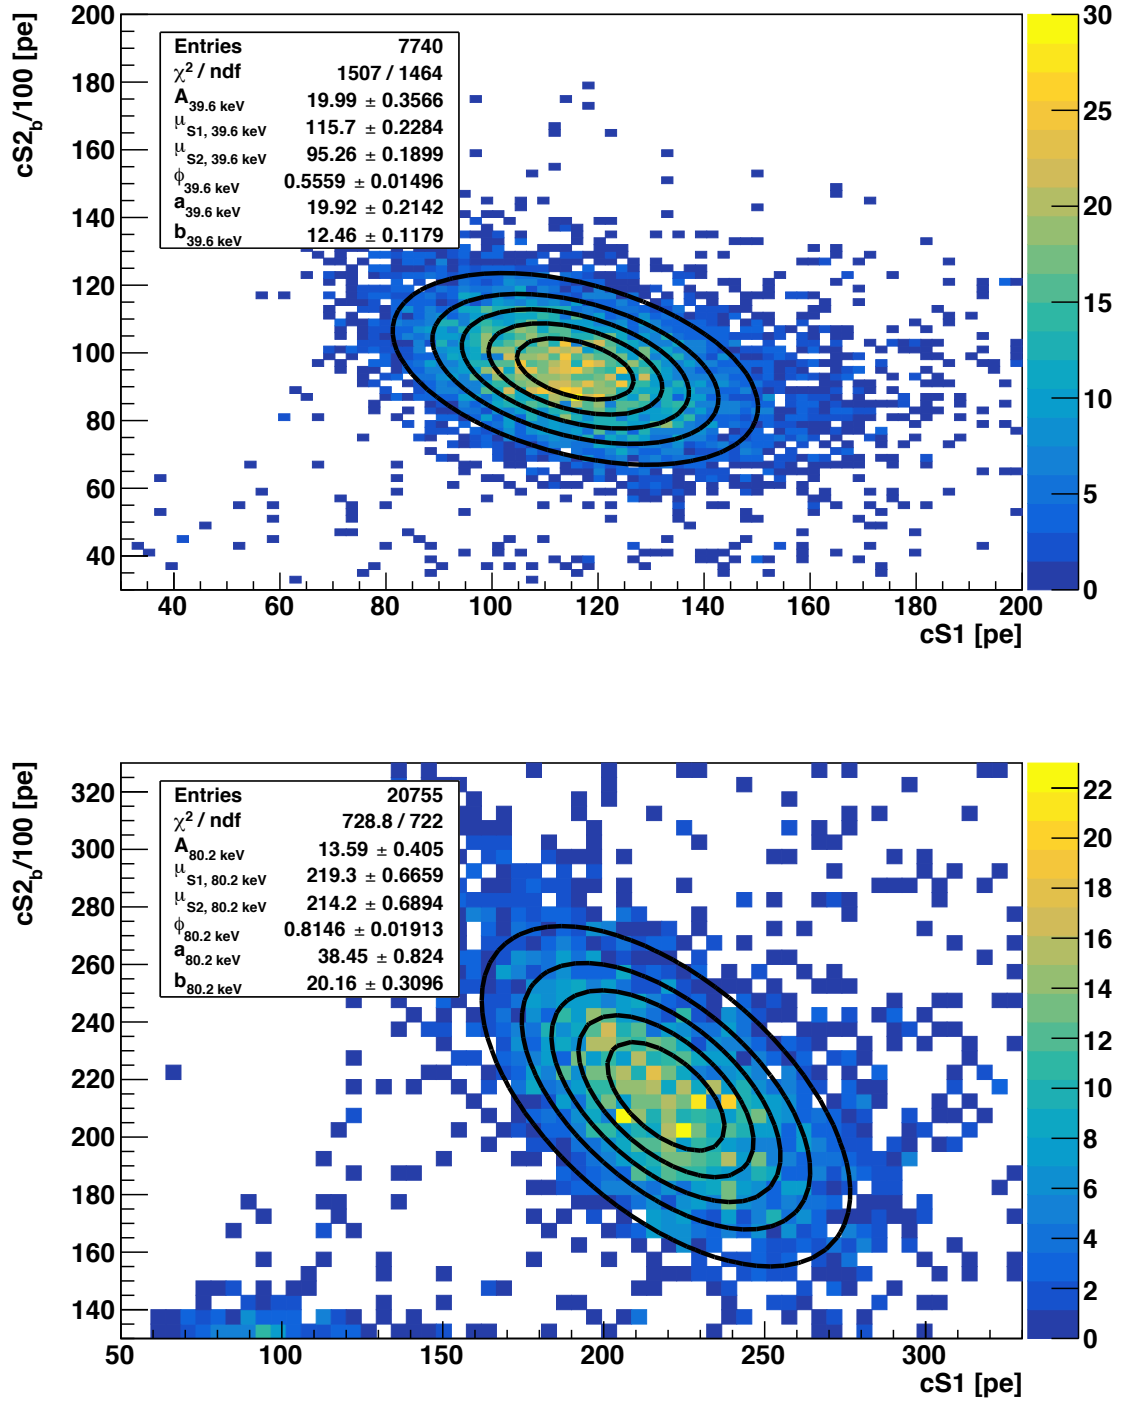 cS2b/100 [pe]
200
180
160
140
120
100
80
60
40
Entries 7740
χ² / ndf 1507 / 1464
A39.6 keV 19.99 ± 0.3566
μS1, 39.6 keV 115.7 ± 0.2284
μS2, 39.6 keV 95.26 ± 0.1899
ϕ39.6 keV 0.5559 ± 0.01496
a39.6 keV 19.92 ± 0.2142
b39.6 keV 12.46 ± 0.1179
30
25
20
15
10
5
0
40 60 80 100 120 140 160 180 200
cS1 [pe]
cS2b/100 [pe]
320
300
280
260
240
220
200
180
160
140
Entries 20755
χ² / ndf 728.8 / 722
A80.2 keV 13.59 ± 0.405
μS1, 80.2 keV 219.3 ± 0.6659
μS2, 80.2 keV 214.2 ± 0.6894
ϕ80.2 keV 0.8146 ± 0.01913
a80.2 keV 38.45 ± 0.824
b80.2 keV 20.16 ± 0.3096
22
20
18
16
14
12
10
8
6
4
2
0
50 100 150 200 250 300
cS1 [pe]